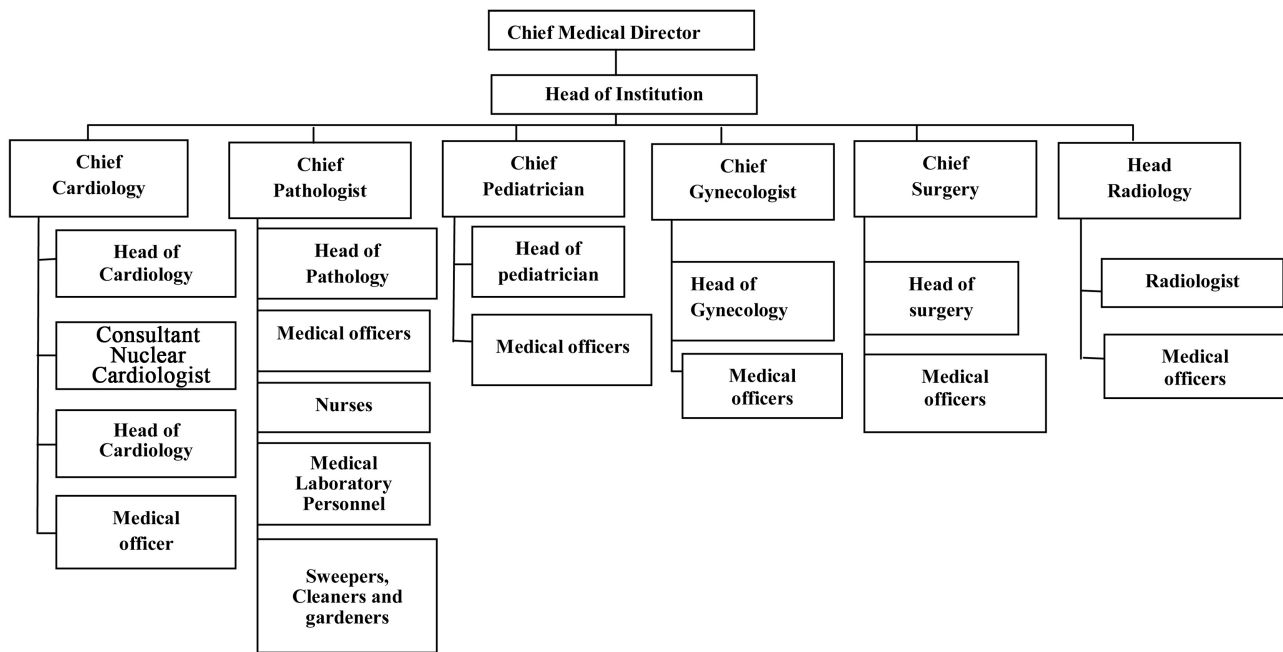 Chief Medical Director
Head of Institution
Chief
Cardiology
Head of
Cardiology
Consultant
Nuclear
Cardiologist
Head of
Cardiology
Medical
officer
Chief
Pathologist
Head of
Pathology
Medical officers
Nurses
Medical
Laboratory
Personnel
Sweepers,
Cleaners and
gardeners
Chief
Pediatrician
Head of
pediatrician
Medical officers
Chief
Gynecologist
Head of
Gynecology
Medical
officers
Chief
Surgery
Head of
surgery
Medical
officers
Head
Radiology
Radiologist
Medical
officers